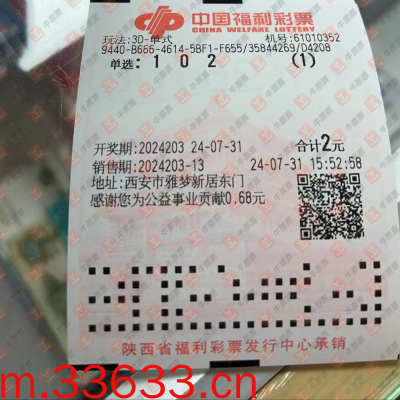 中国福利彩票
CHINA WELFARE LOTTERY
玩法:3D-单式 机号:61010352
9440-B666-4614-5BF1-F655/35844269/D4208
单选: 1 0 2 (1)
开奖期:2024203 24-07-31 合计2元
销售期:2024203-13 24-07-31 15:52:58
地址:西安市雅梦新居东门
感谢您为公益事业贡献0.68元
陕西省福利彩票发行中心承销
m.33633.cn